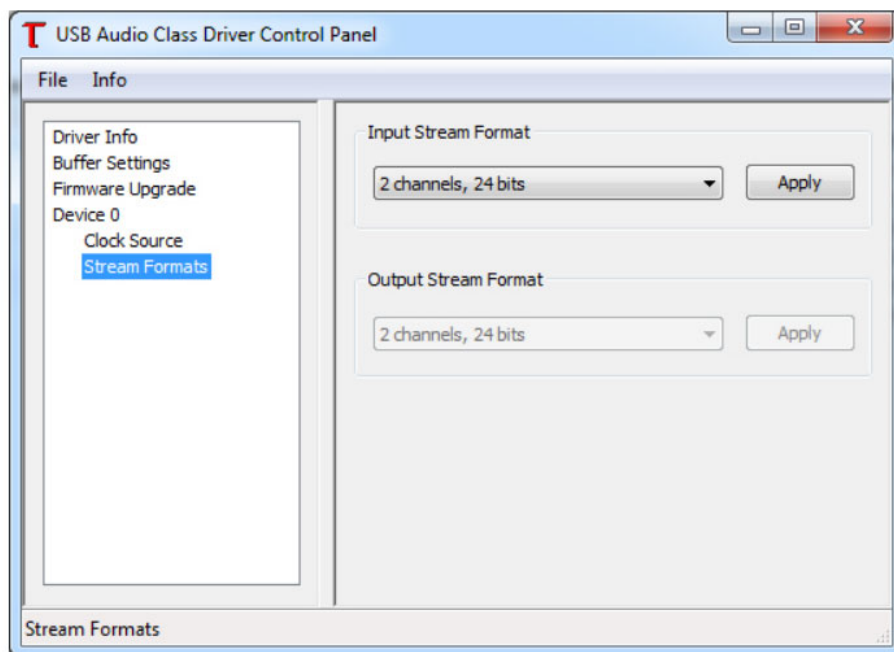 USB Audio Class Driver Control Panel
File Info
Driver Info
Buffer Settings
Firmware Upgrade
Device 0
Clock Source
Stream Formats
Input Stream Format
2 channels, 24 bits
Apply
Output Stream Format
2 channels, 24 bits
Apply
Stream Formats